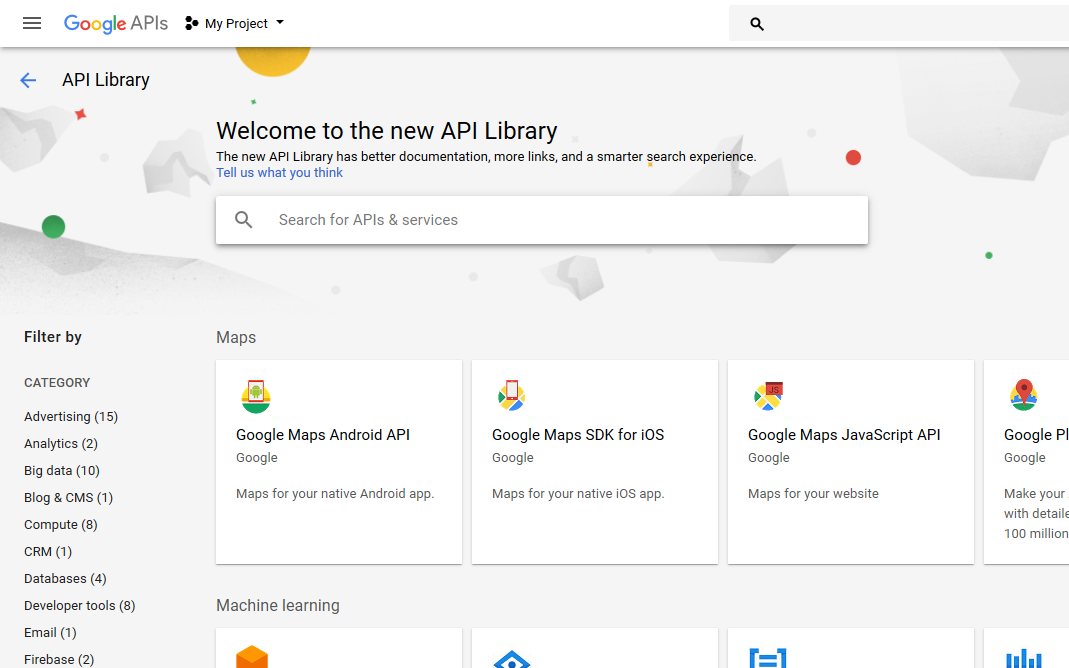 Google APIs My Project
API Library
Welcome to the new API Library
The new API Library has better documentation, more links, and a smarter search experience.
Tell us what you think
Search for APIs & services
Filter by
CATEGORY
Advertising (15)
Analytics (2)
Big data (10)
Blog & CMS (1)
Compute (8)
CRM (1)
Databases (4)
Developer tools (8)
Email (1)
Firebase (2)
Maps
Google Maps Android API
Google
Maps for your native Android app.
Google Maps SDK for iOS
Google
Maps for your native iOS app.
JS
Google Maps JavaScript API
Google
Maps for your website
Google Pl
Google
Make your
with detaile
100 million
Machine learning